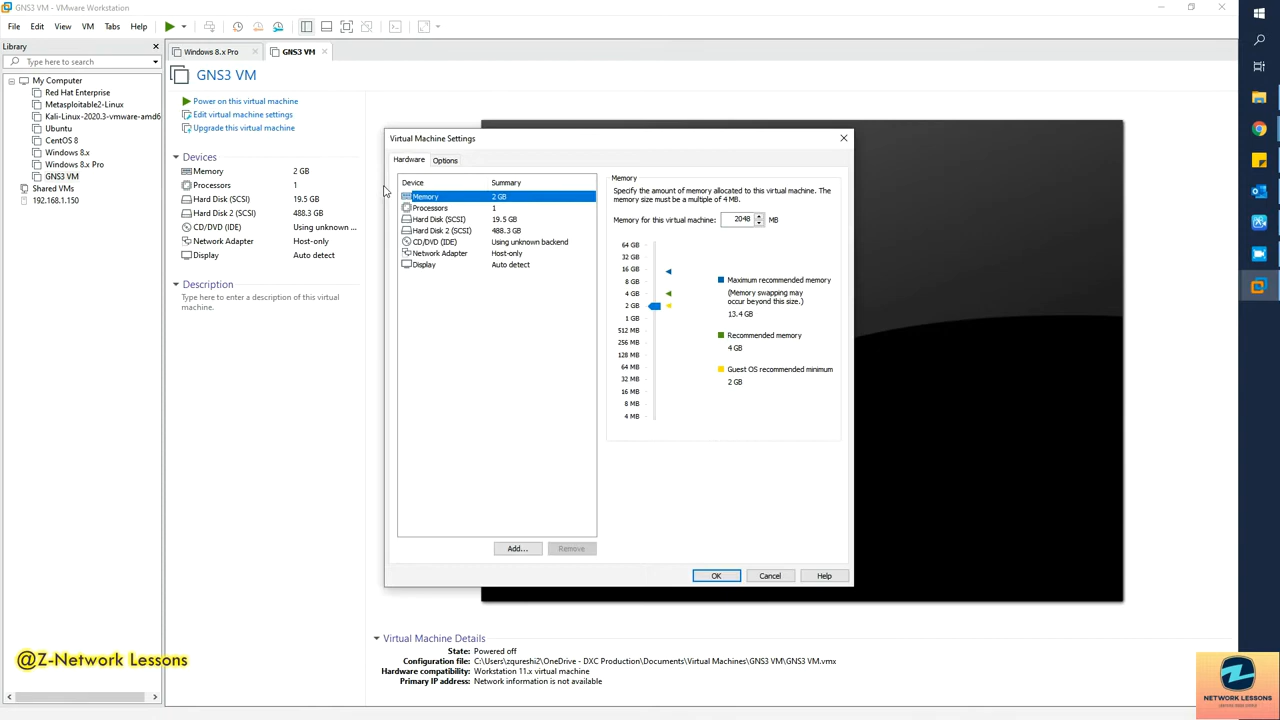 GNS3 VM - VMware Workstation
File Edit View VM Tabs Help
Library
Type here to search
My Computer
Red Hat Enterprise
Metasploitable2-Linux
Kali-Linux-2020.3-vmware-amd6
Ubuntu
CentOS 8
Windows 8.x
Windows 8.x Pro
GNS3 VM
Shared VMs
192.168.1.150
Windows 8.x Pro
GNS3 VM
GNS3 VM
Power on this virtual machine
Edit virtual machine settings
Upgrade this virtual machine
Devices
Memory 2 GB
Processors 1
Hard Disk (SCSI) 19.5 GB
Hard Disk 2 (SCSI) 488.3 GB
CD/DVD (IDE) Using unknown ...
Network Adapter Host-only
Display Auto detect
Description
Type here to enter a description of this virtual
machine.
Virtual Machine Settings
Hardware Options
Device Summary
Memory 2 GB
Processors 1
Hard Disk (SCSI) 19.5 GB
Hard Disk 2 (SCSI) 488.3 GB
CD/DVD (IDE) Using unknown backend
Network Adapter Host-only
Display Auto detect
Add... Remove
Memory
Specify the amount of memory allocated to this virtual machine. The
memory size must be a multiple of 4 MB.
Memory for this virtual machine: 2048 MB
64 GB
32 GB
16 GB
8 GB
4 GB
2 GB
1 GB
512 MB
256 MB
128 MB
64 MB
32 MB
16 MB
8 MB
4 MB
Maximum recommended memory
(Memory swapping may
occur beyond this size.)
13.4 GB
Recommended memory
4 GB
Guest OS recommended minimum
2 GB
OK Cancel Help
Virtual Machine Details
State: Powered off
Configuration file: C:\Users\zqureshi2\OneDrive - DXC Production\Documents\Virtual Machines\GNS3 VM\GNS3 VM.vmx
Hardware compatibility: Workstation 11.x virtual machine
Primary IP address: Network information is not available
@Z-Network Lessons
NETWORK LESSONS